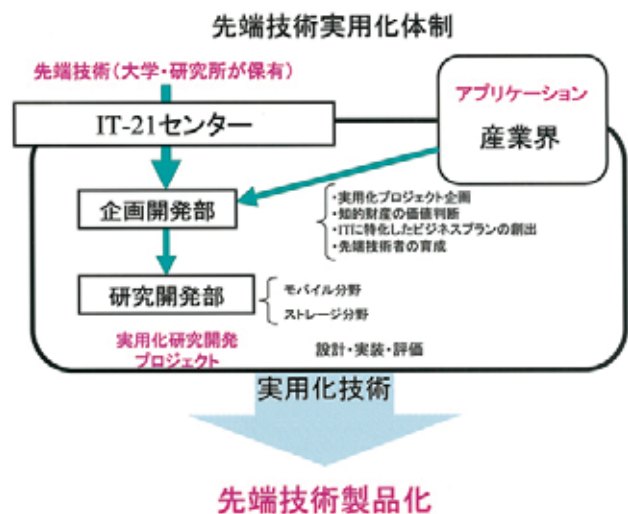 先端技術実用化体制
先端技術(大学・研究所が保有)
アプリケーション
IT-21センター
産業界
企画開発部
・実用化プロジェクト企画
・知的財産の価値判断
・ITに特化したビジネスプランの創出
・先端技術者の育成
研究開発部
モバイル分野
ストレージ分野
実用化研究開発
プロジェクト
設計・実装・評価
実用化技術
先端技術製品化